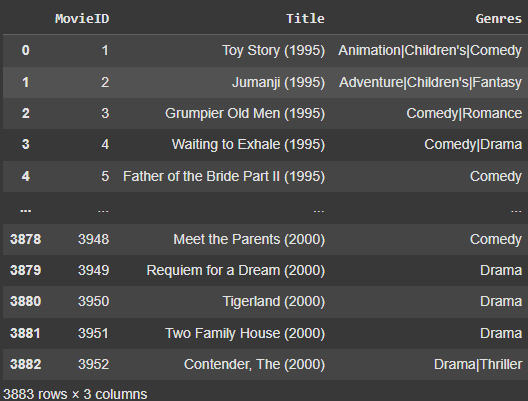 MovieID Title Genres
0 1 Toy Story (1995) Animation|Children's|Comedy
1 2 Jumanji (1995) Adventure|Children's|Fantasy
2 3 Grumpier Old Men (1995) Comedy|Romance
3 4 Waiting to Exhale (1995) Comedy|Drama
4 5 Father of the Bride Part II (1995) Comedy
... ... ... ...
3878 3948 Meet the Parents (2000) Comedy
3879 3949 Requiem for a Dream (2000) Drama
3880 3950 Tigerland (2000) Drama
3881 3951 Two Family House (2000) Drama
3882 3952 Contender, The (2000) Drama|Thriller
3883 rows × 3 columns